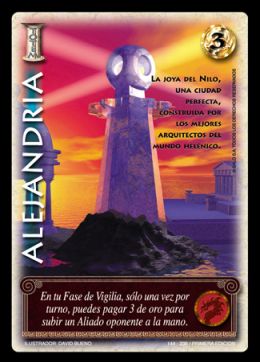 TOTEM
3
LA JOYA DEL NILO,
UNA CIUDAD
PERFECTA,
CONSTRUIDA POR
LOS MEJORES
ARQUITECTOS DEL
MUNDO HELÉNICO.
ALEJANDRIA
En tu Fase de Vigilia, sólo una vez por
turno, puedes pagar 3 de oro para
subir un Aliado oponente a la mano.
ILUSTRADOR: DAVID BUENO
PRIMERA EDICION